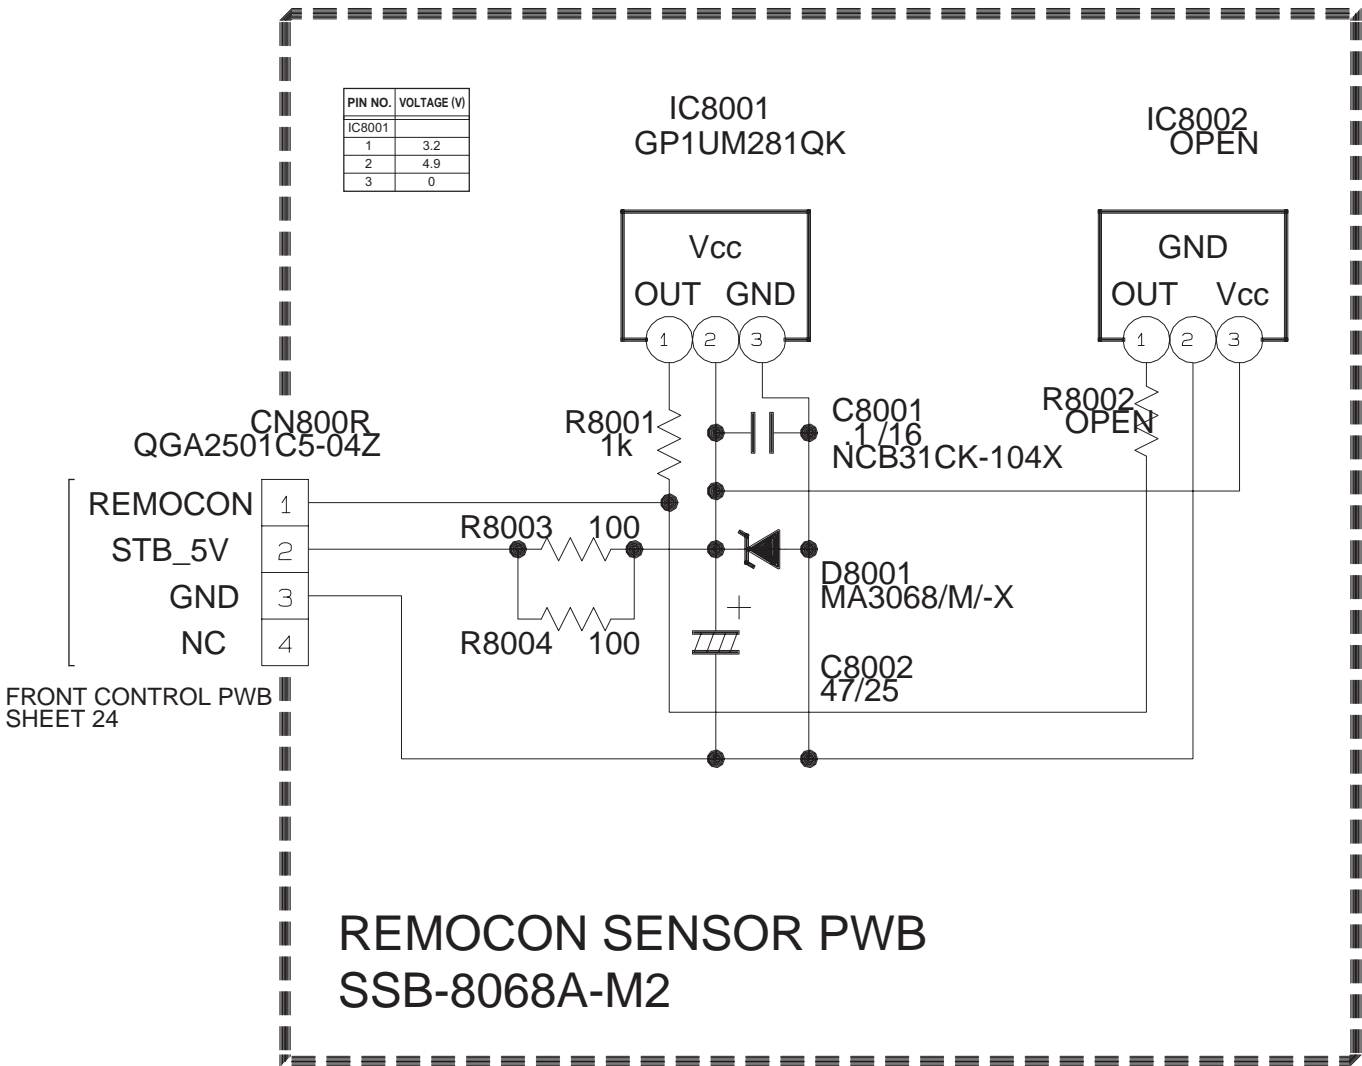 PIN NO. VOLTAGE (V)
IC8001
1 3.2
2 4.9
3 0
IC8001
GP1UM281QK
IC8002
OPEN
Vcc
OUT GND
1 2 3
GND
OUT Vcc
1 2 3
CN800R
QGA2501C5-04Z
REMOCON 1
STB_5V 2
GND 3
NC 4
FRONT CONTROL PWB
SHEET 24
R8001
1k
C8001
.1 /16
NCB31CK-104X
R8002
OPEN
R8003 100
R8004 100
D8001
MA3068/M/-X
+
C8002
47/25
REMOCON SENSOR PWB
SSB-8068A-M2